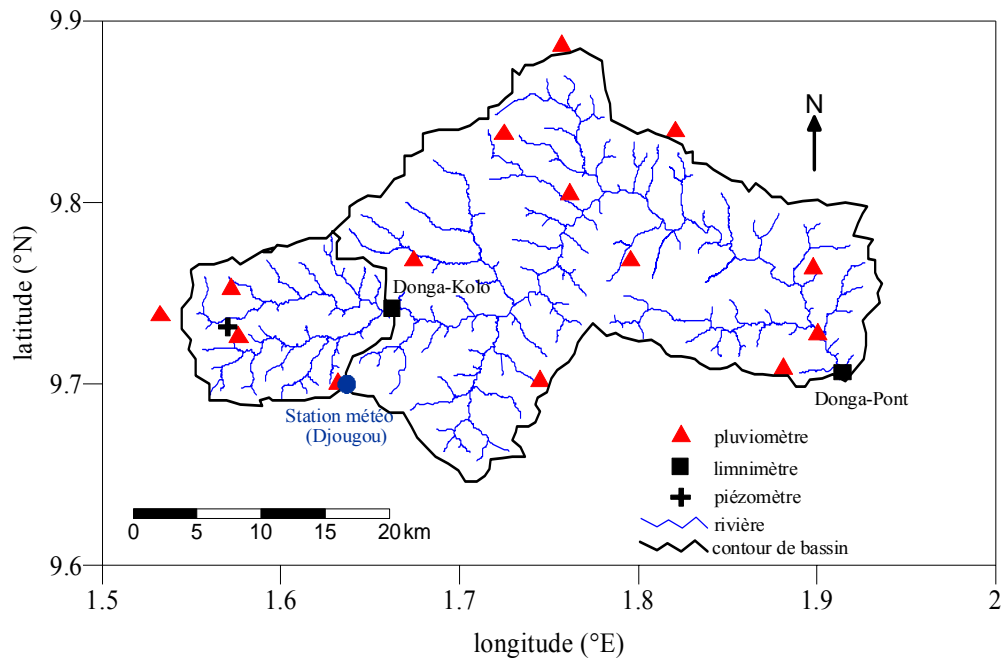 9.9
9.8
9.7
9.6
latitude (°N)
N
Donga-Kolo
Station météo
(Djougou)
Donga-Pont
pluviomètre
limnimètre
piézomètre
rivière
contour de bassin
0 5 10 15 20 km
1.5 1.6 1.7 1.8 1.9 2
longitude (°E)